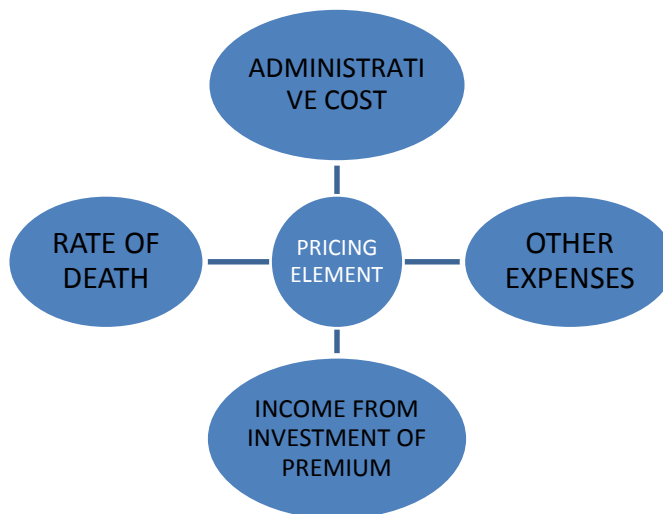 ADMINISTRATI
VE COST
RATE OF
DEATH
PRICING
ELEMENT
OTHER
EXPENSES
INCOME FROM
INVESTMENT OF
PREMIUM